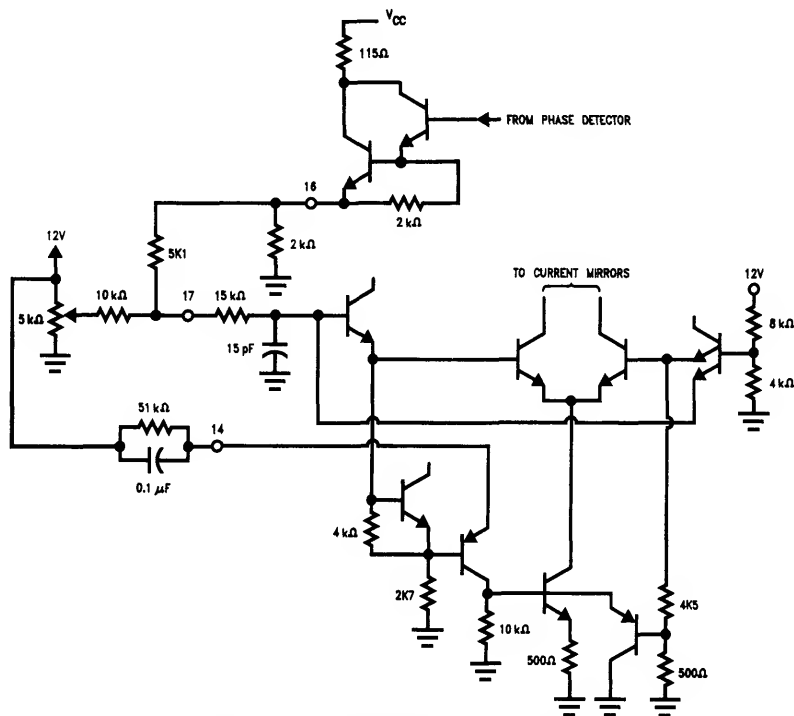 VCC
115Ω
FROM PHASE DETECTOR
16
2 kΩ
2 kΩ
12V
5K1
TO CURRENT MIRRORS
12V
10 kΩ
17
15 kΩ
8 kΩ
5 kΩ
15 pF
4 kΩ
51 kΩ
14
0.1 μF
4 kΩ
2K7
10 kΩ
4K5
500Ω
500Ω